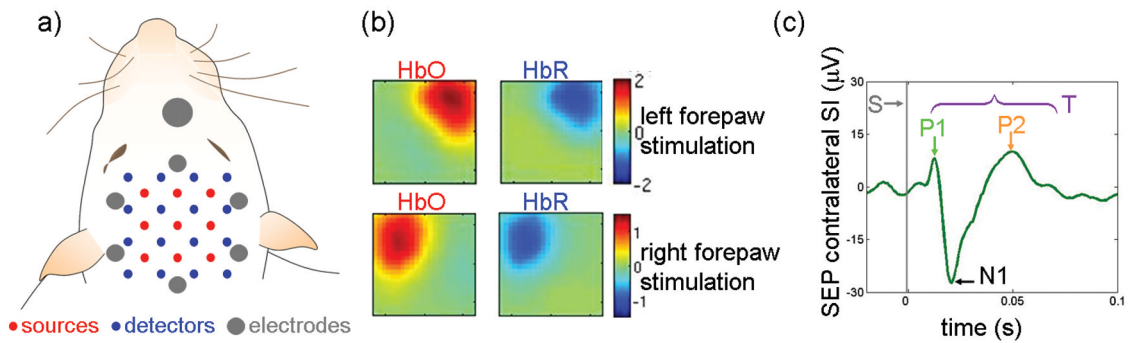 a)
sources detectors electrodes
(b)
HbO HbR
2
0
-2
left forepaw
stimulation
HbO HbR
1
0
-1
right forepaw
stimulation
(c)
SEP contralateral SI (µV)
30
15
0
-15
-30
S
T
P1
P2
N1
0 0.05 0.1
time (s)